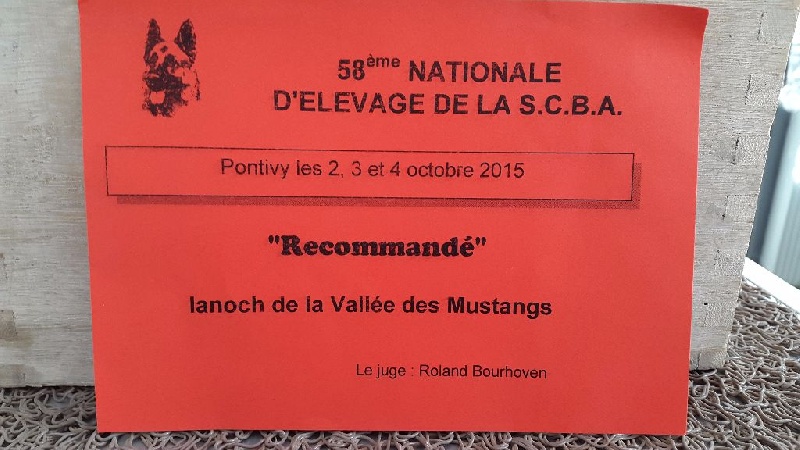 58ème NATIONALE
D'ELEVAGE DE LA S.C.B.A.
Pontivy les 2, 3 et 4 octobre 2015
"Recommandé"
Ianoch de la Vallée des Mustangs
Le juge : Roland Bourhoven